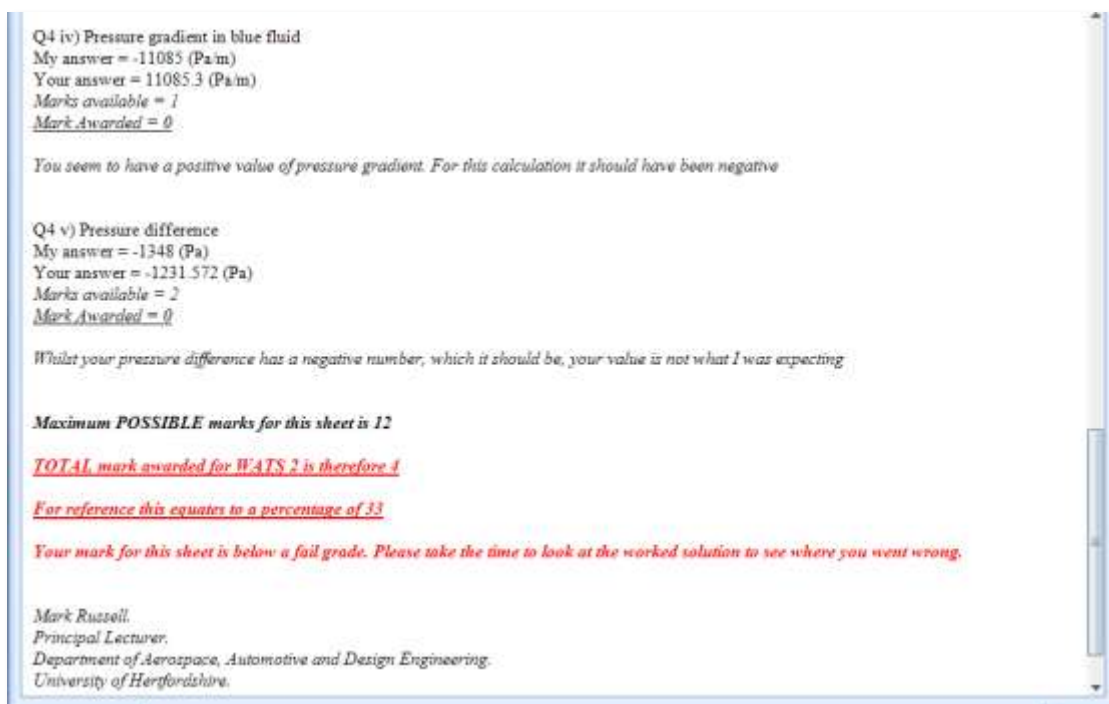 Q4 iv) Pressure gradient in blue fluid
My answer = -11085 (Pa/m)
Your answer = 11085.3 (Pa/m)
Marks available = 1
Mark Awarded = 0
You seem to have a positive value of pressure gradient. For this calculation it should have been negative
Q4 v) Pressure difference
My answer = -1348 (Pa)
Your answer = -1231.572 (Pa)
Marks available = 2
Mark Awarded = 0
Whilst your pressure difference has a negative number, which it should be, your value is not what I was expecting
Maximum POSSIBLE marks for this sheet is 12
TOTAL mark awarded for WATS 2 is therefore 4
For reference this equates to a percentage of 33
Your mark for this sheet is below a fail grade. Please take the time to look at the worked solution to see where you went wrong.
Mark Russell.
Principal Lecturer.
Department of Aerospace, Automotive and Design Engineering.
University of Hertfordshire.